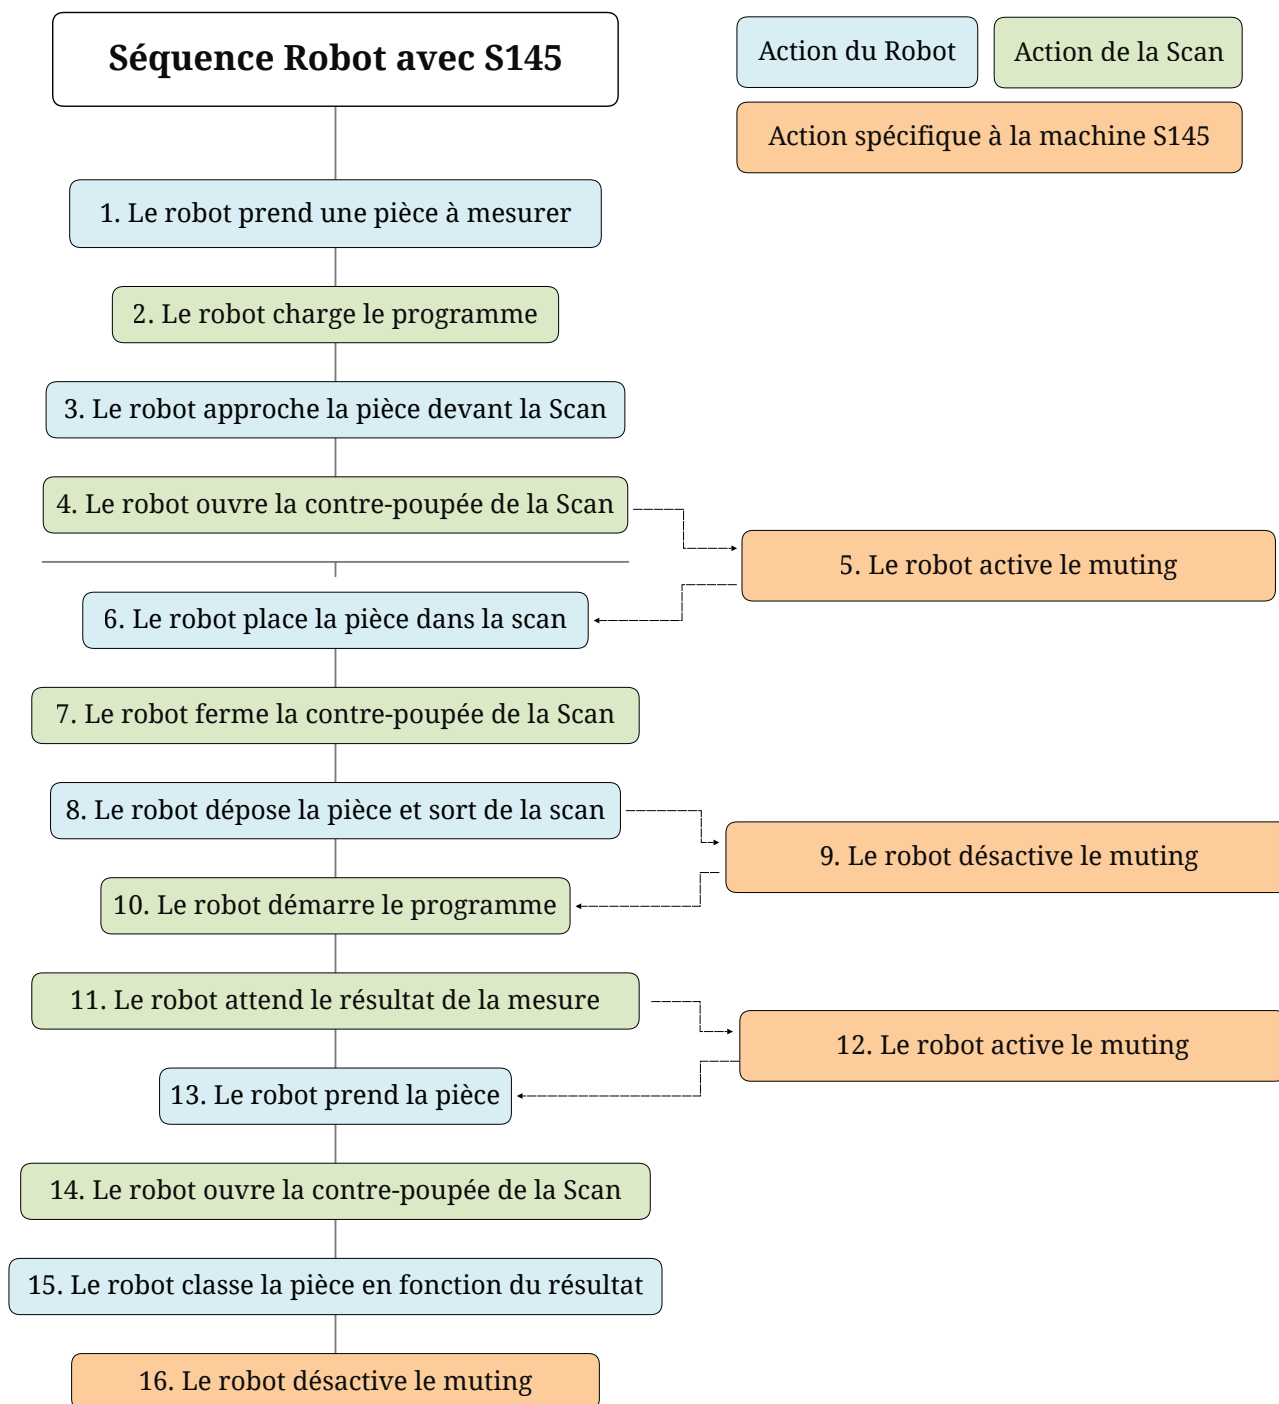 Séquence Robot avec S145
Action du Robot
Action de la Scan
Action spécifique à la machine S145
1. Le robot prend une pièce à mesurer
2. Le robot charge le programme
3. Le robot approche la pièce devant la Scan
4. Le robot ouvre la contre-poupée de la Scan
5. Le robot active le muting
6. Le robot place la pièce dans la scan
7. Le robot ferme la contre-poupée de la Scan
8. Le robot dépose la pièce et sort de la scan
9. Le robot désactive le muting
10. Le robot démarre le programme
11. Le robot attend le résultat de la mesure
12. Le robot active le muting
13. Le robot prend la pièce
14. Le robot ouvre la contre-poupée de la Scan
15. Le robot classe la pièce en fonction du résultat
16. Le robot désactive le muting